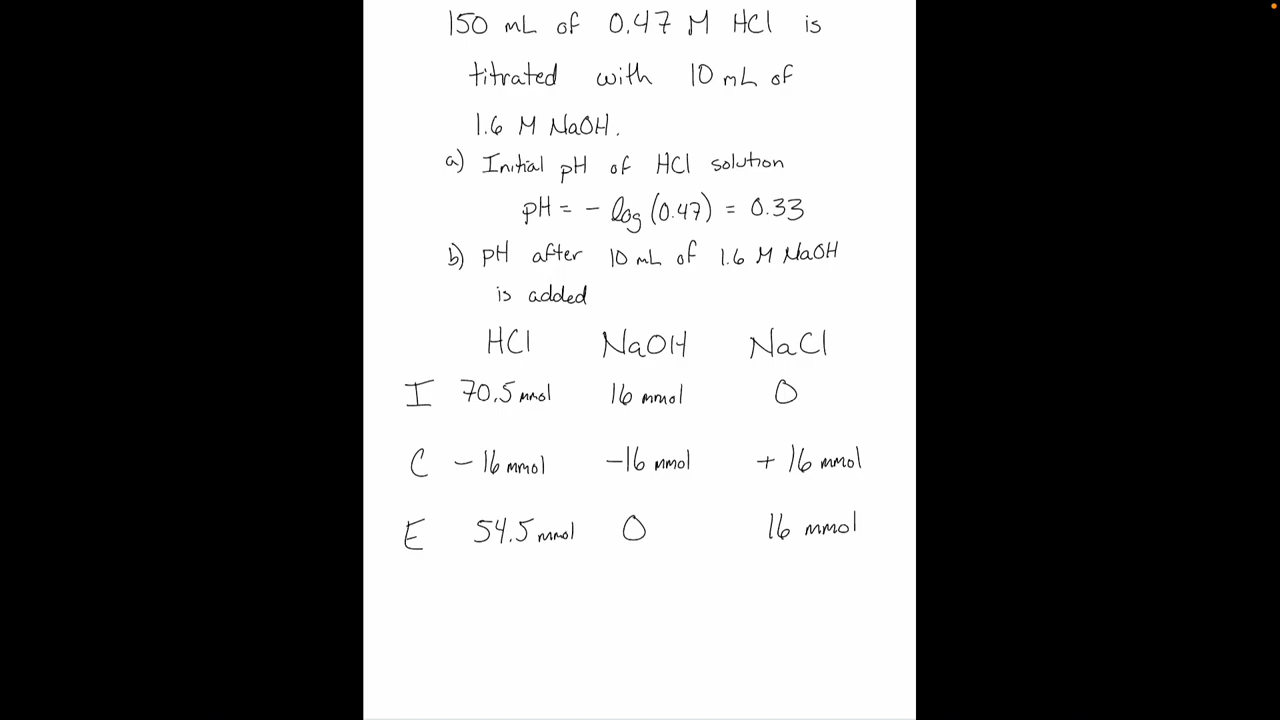 150 mL of 0.47 M HCl is
titrated with 10 mL of
1.6 M NaOH.
a) Initial pH of HCl solution
pH = - log (0.47) = 0.33
b) pH after 10 mL of 1.6 M NaOH
is added
HCl NaOH NaCl
I 70.5 mmol 16 mmol 0
C - 16 mmol -16 mmol + 16 mmol
E 54.5 mmol 0 16 mmol